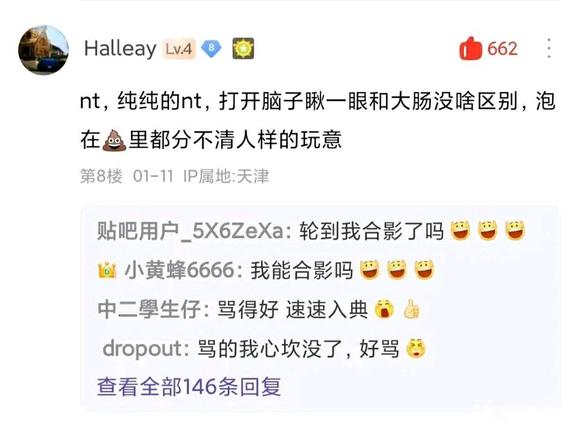 Halleay Lv.4 8 662
nt，纯纯的nt，打开脑子瞅一眼和大肠没啥区别，泡
在💩里都分不清人样的玩意
第8楼 01-11 IP属地:天津
贴吧用户_5X6ZeXa: 轮到我合影了吗😄😄😄
小黄蜂6666: 我能合影吗😄😄😄
中二學生仔: 骂得好 速速入典😭👍
dropout: 骂的我心坎没了，好骂😭
查看全部146条回复